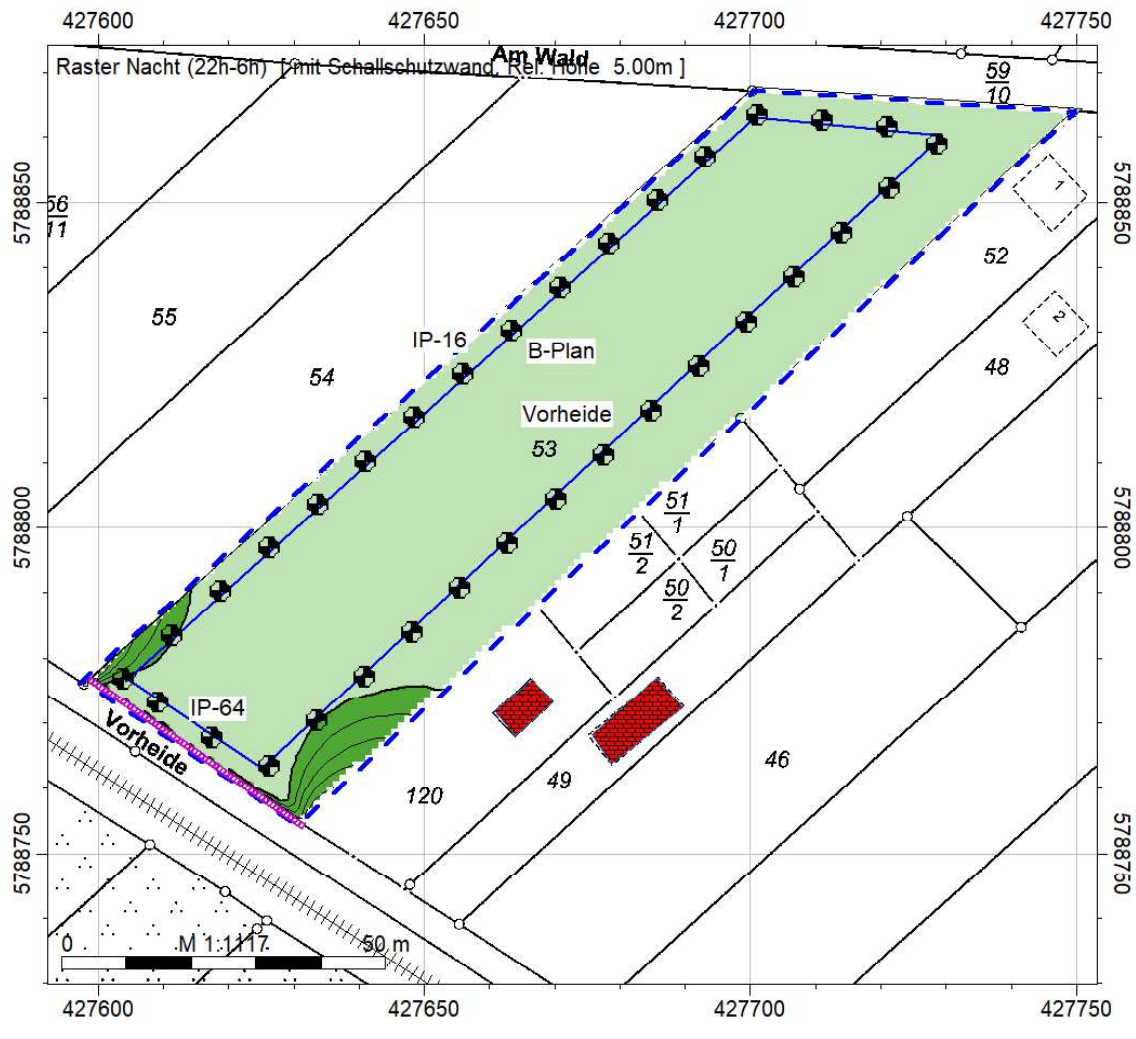 427600 427650 427700 427750
Am Wald
Raster Nacht (22h-6h) [ mit Schallschutzwand, Rel. Höhe 5.00m ]
59
10
5788850
5788850
1
56
11
52
55
2
IP-16
B-Plan
48
54
Vorheide
53
51
1
5788800
5788800
51
2
50
1
50
2
IP-64
Vorheide
46
49
120
5788750
5788750
0 M 1:1117 50 m
427600 427650 427700 427750